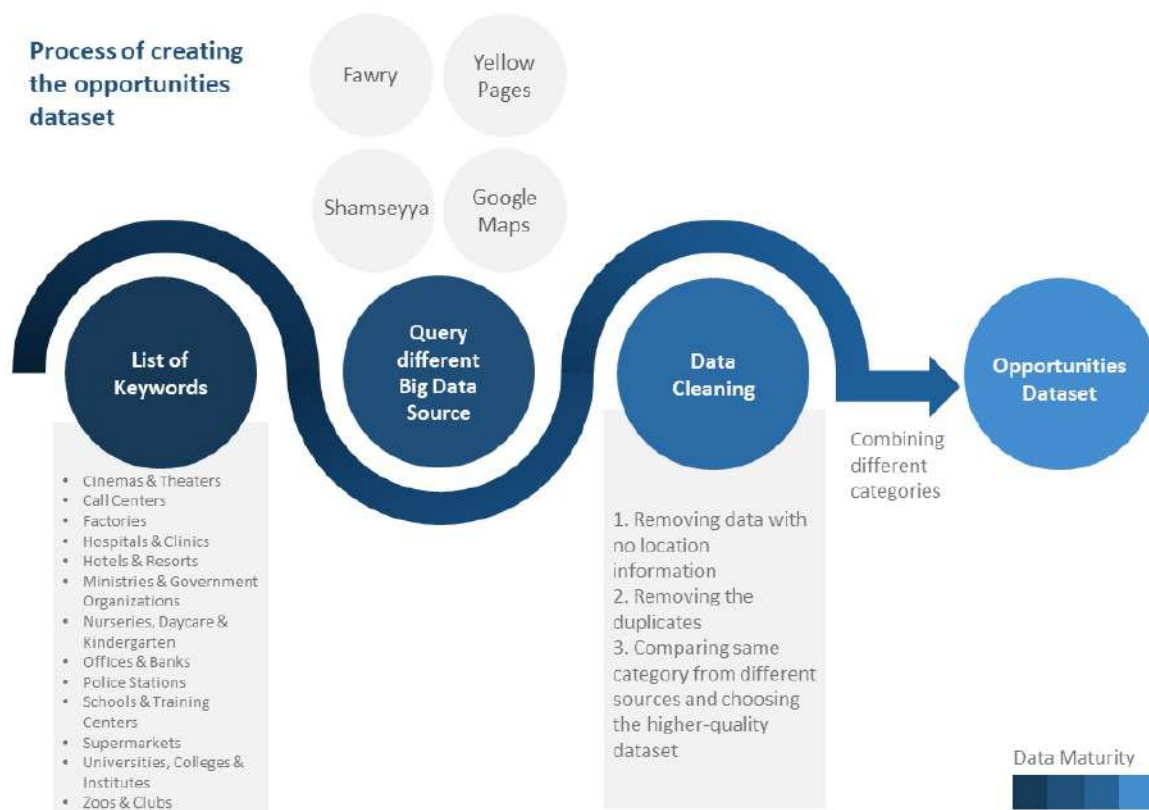 Process of creating
the opportunities
dataset
Fawry
Yellow
Pages
Shamseyya
Google
Maps
List of
Keywords
Query
different
Big Data
Source
Data
Cleaning
Opportunities
Dataset
Combining
different
categories
• Cinemas & Theaters
• Call Centers
• Factories
• Hospitals & Clinics
• Hotels & Resorts
• Ministries & Government
Organizations
• Nurseries, Daycare &
Kindergarten
• Offices & Banks
• Police Stations
• Schools & Training
Centers
• Supermarkets
• Universities, Colleges &
Institutes
• Zoos & Clubs
1. Removing data with
no location
information
2. Removing the
duplicates
3. Comparing same
category from different
sources and choosing
the higher-quality
dataset
Data Maturity